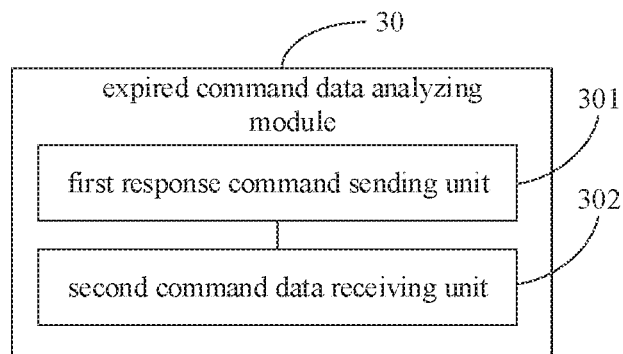 30
expired command data analyzing
module
301
first response command sending unit
302
second command data receiving unit